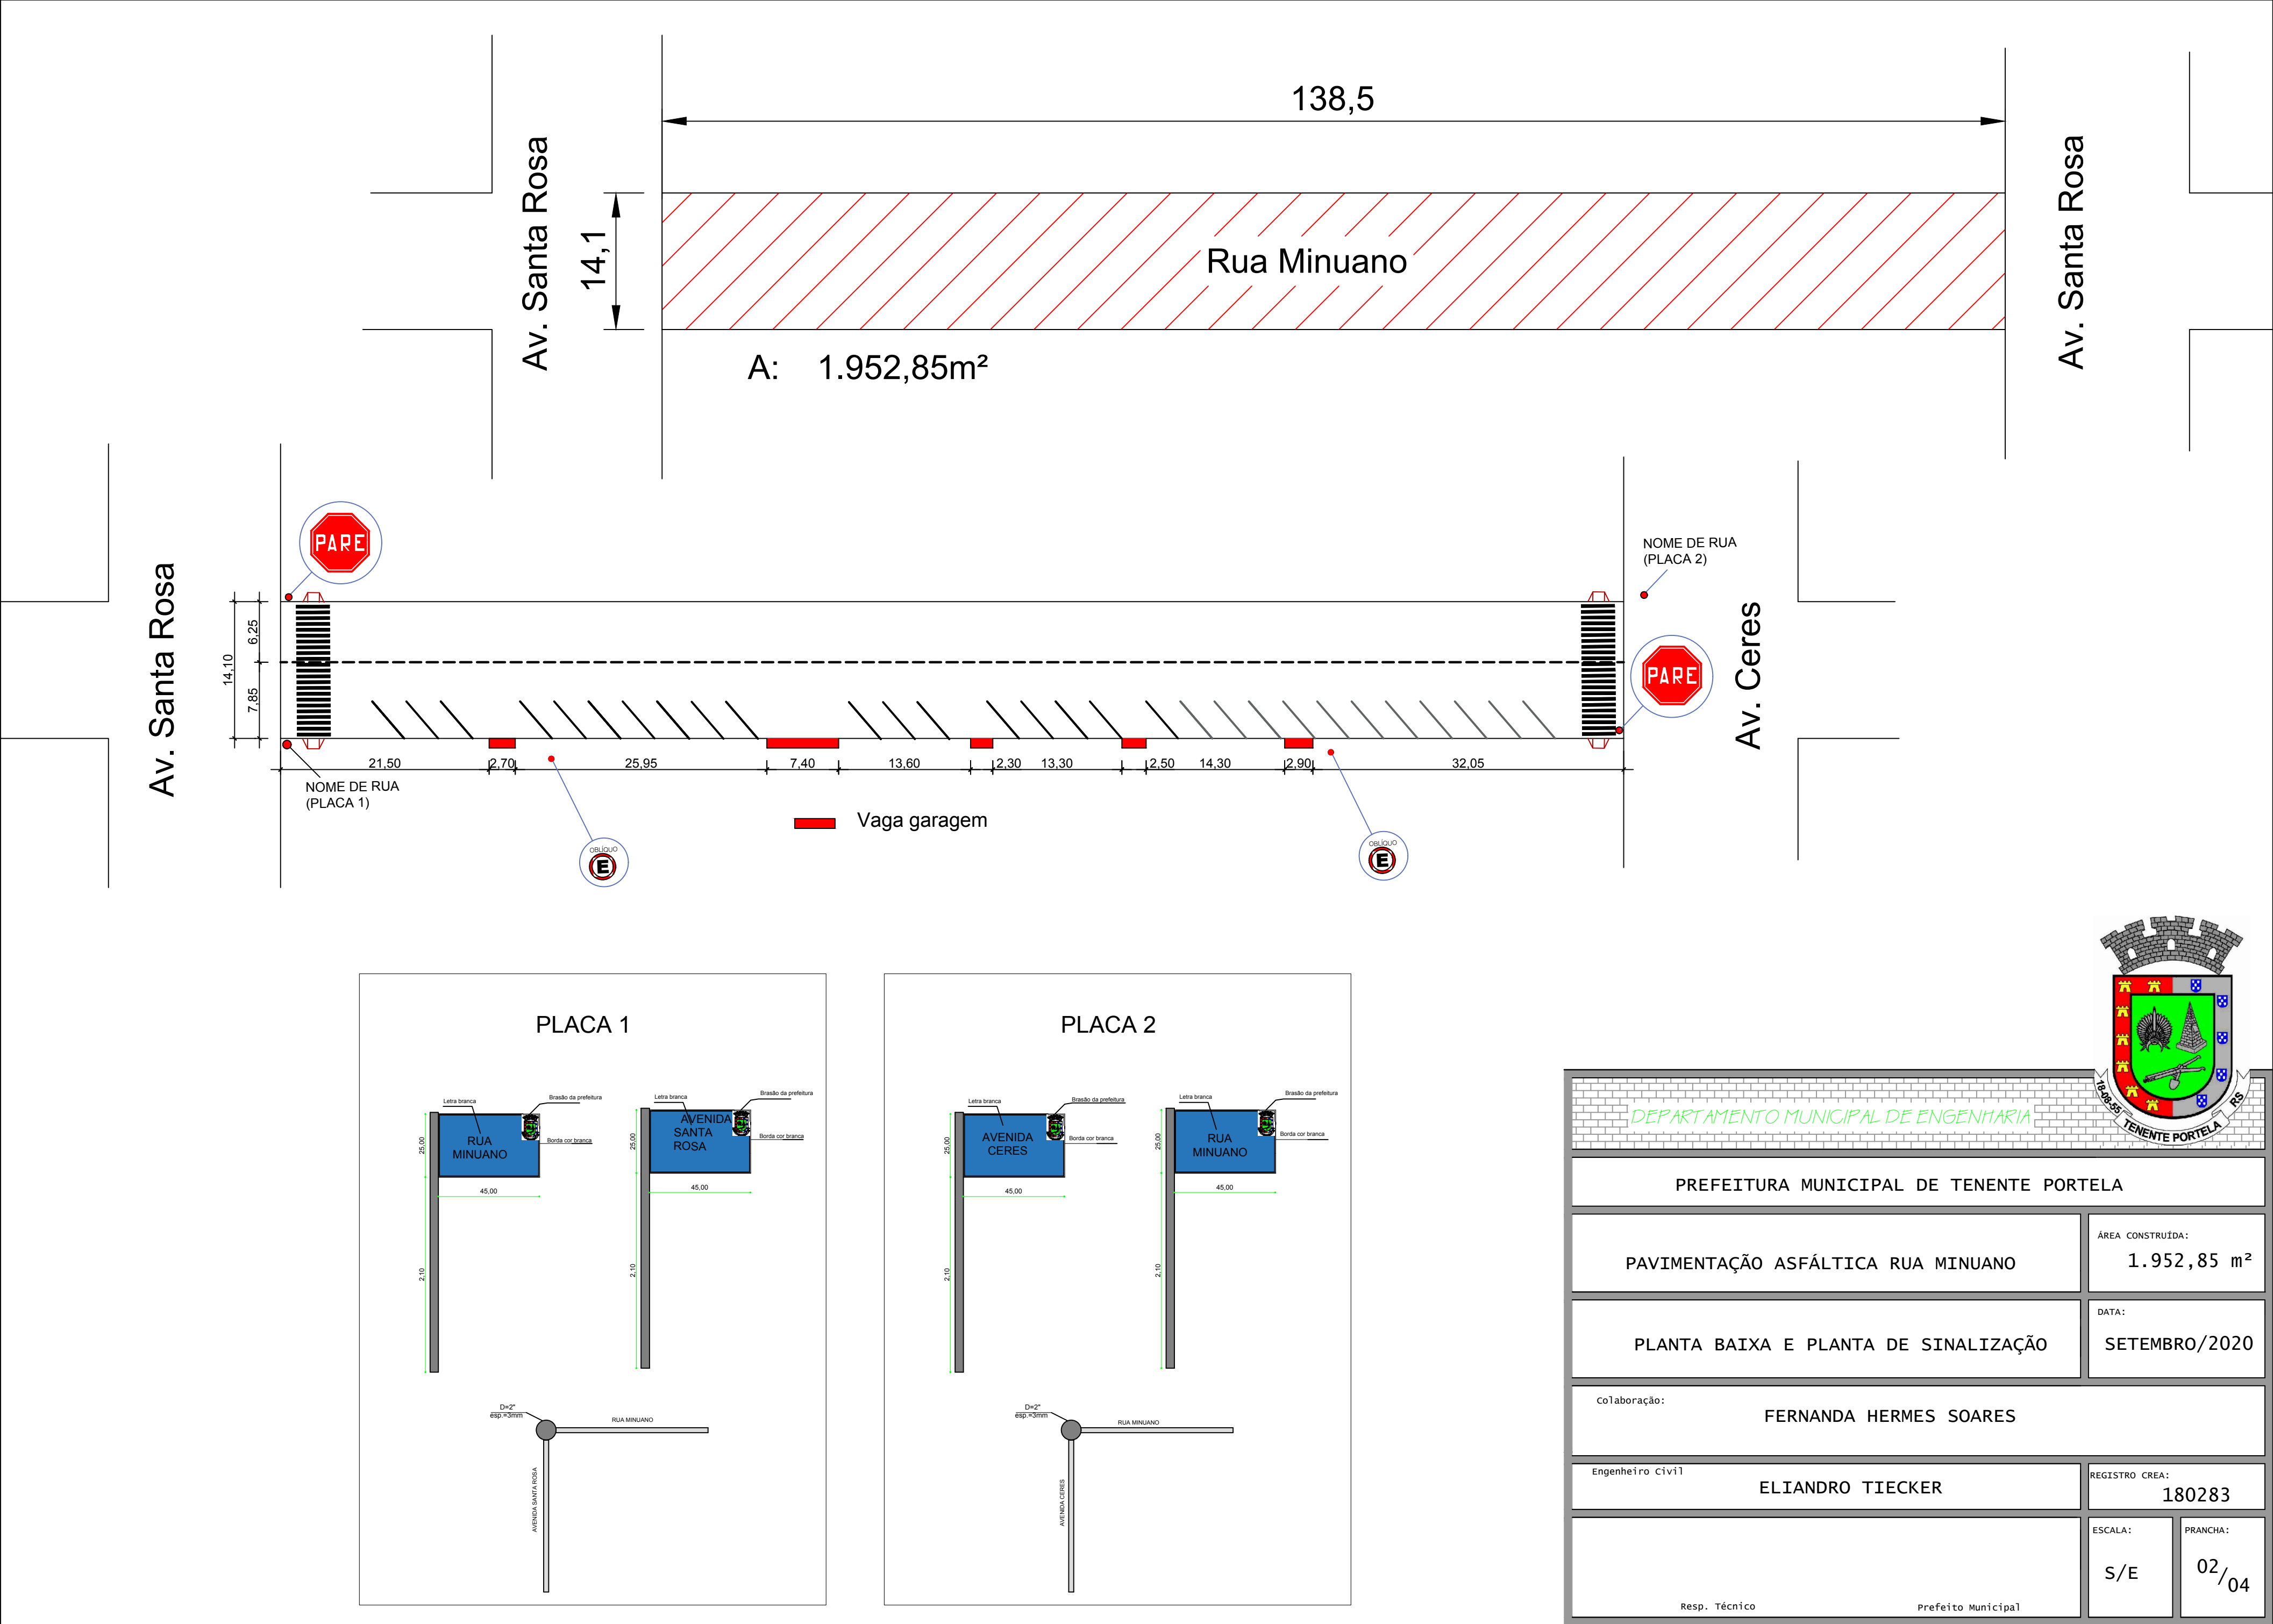 138,5
Av. Santa Rosa
14,1
Rua Minuano
Av. Santa Rosa
A: 1.952,85m²
PARE
NOME DE RUA
(PLACA 2)
Av. Santa Rosa
14,10
6,25
7,85
PARE
Av. Ceres
21,50
2,70
25,95
7,40
13,60
2,30
13,30
2,50
14,30
2,90
32,05
NOME DE RUA
(PLACA 1)
Vaga garagem
OBLÍQUO
E
OBLÍQUO
E
PLACA 1
Letra branca
Brasão da prefeitura
RUA
MINUANO
Borda cor branca
25,00
45,00
2,10
Letra branca
Brasão da prefeitura
AVENIDA
SANTA
ROSA
Borda cor branca
25,00
45,00
2,10
D=2"
esp.=3mm
RUA MINUANO
AVENIDA SANTA ROSA
PLACA 2
Letra branca
Brasão da prefeitura
AVENIDA
CERES
Borda cor branca
25,00
45,00
2,10
Letra branca
Brasão da prefeitura
RUA
MINUANO
Borda cor branca
25,00
45,00
2,10
D=2"
esp.=3mm
RUA MINUANO
AVENIDA CERES
18-08-55
TENENTE PORTELA
RS
DEPARTAMENTO MUNICIPAL DE ENGENHARIA
PREFEITURA MUNICIPAL DE TENENTE PORTELA
PAVIMENTAÇÃO ASFÁLTICA RUA MINUANO
ÁREA CONSTRUÍDA:
1.952,85 m²
PLANTA BAIXA E PLANTA DE SINALIZAÇÃO
DATA:
SETEMBRO/2020
Colaboração:
FERNANDA HERMES SOARES
Engenheiro Civil
ELIANDRO TIECKER
REGISTRO CREA:
180283
ESCALA:
S/E
PRANCHA:
02/04
Resp. Técnico
Prefeito Municipal